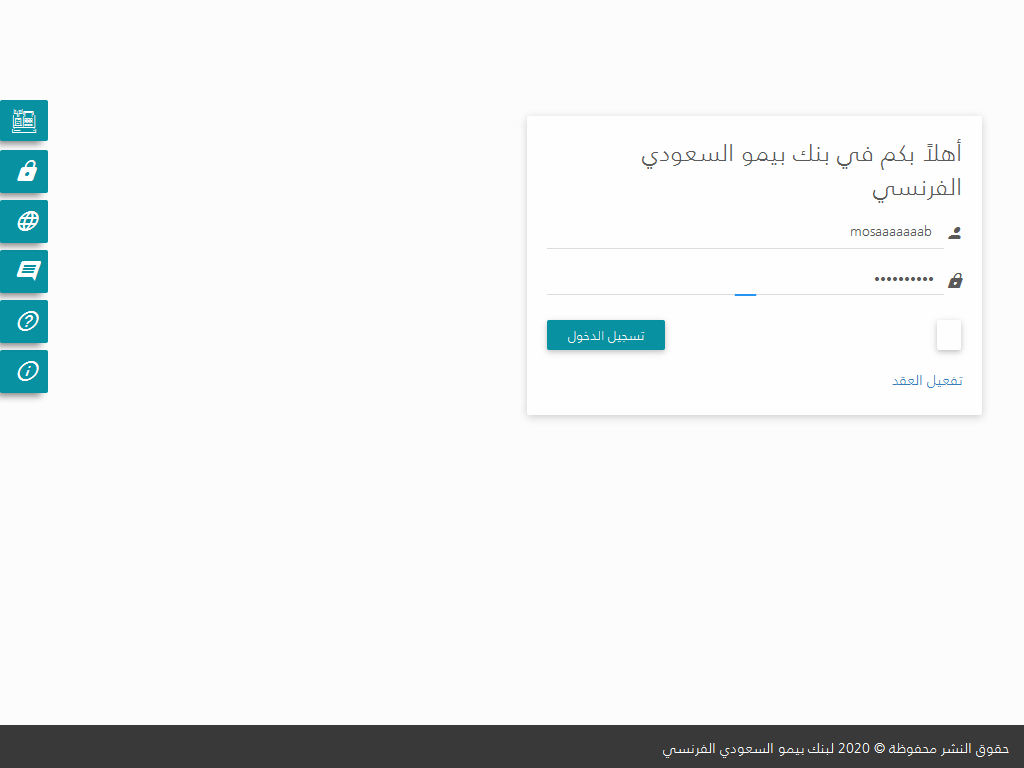 أهلاً بكم في بنك بيمو السعودي
الفرنسي
mosaaaaaaab
••••••••••
تسجيل الدخول
تفعيل العقد
حقوق النشر محفوظة © 2020 لبنك بيمو السعودي الفرنسي